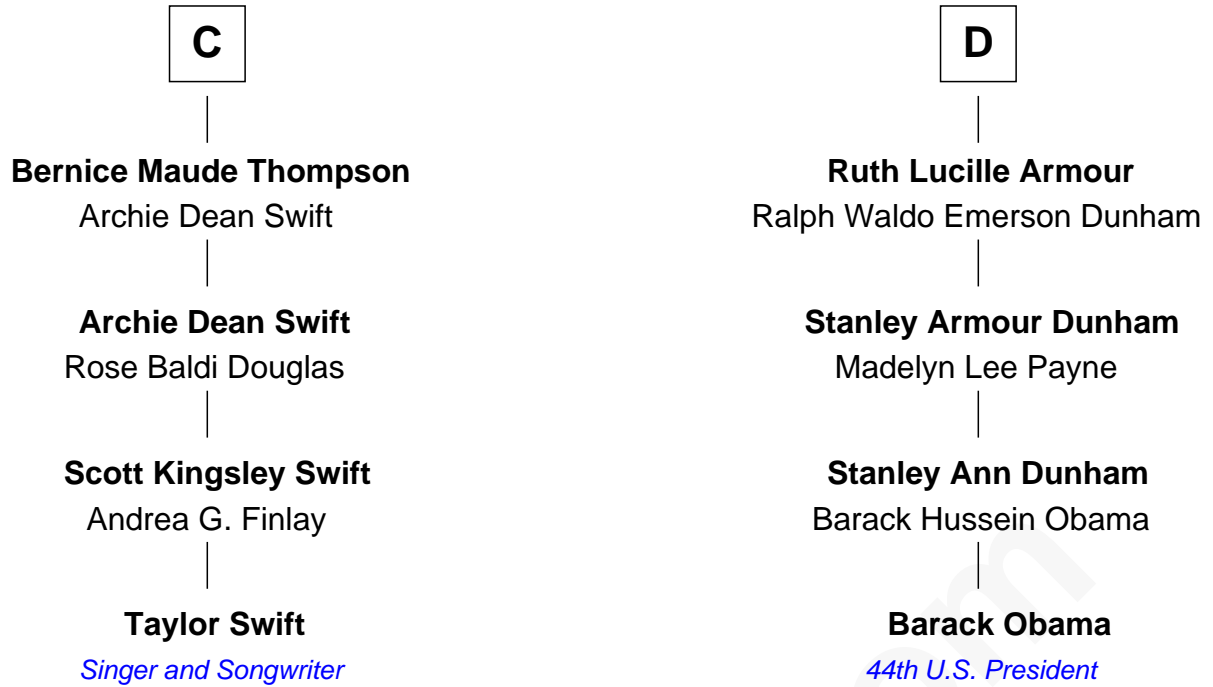 C
Bernice Maude Thompson
Archie Dean Swift
Archie Dean Swift
Rose Baldi Douglas
Scott Kingsley Swift
Andrea G. Finlay
Taylor Swift
Singer and Songwriter
D
Ruth Lucille Armour
Ralph Waldo Emerson Dunham
Stanley Armour Dunham
Madelyn Lee Payne
Stanley Ann Dunham
Barack Hussein Obama
Barack Obama
44th U.S. President